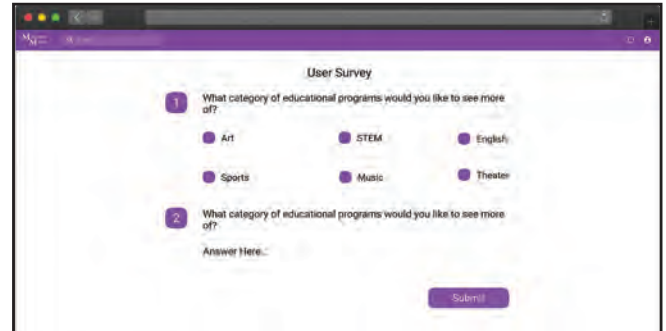 User Survey
1
What category of educational programs would you like to see more
of?
Art
STEM
English
Sports
Music
Theater
2
What category of educational programs would you like to see more
of?
Answer Here...
Submit